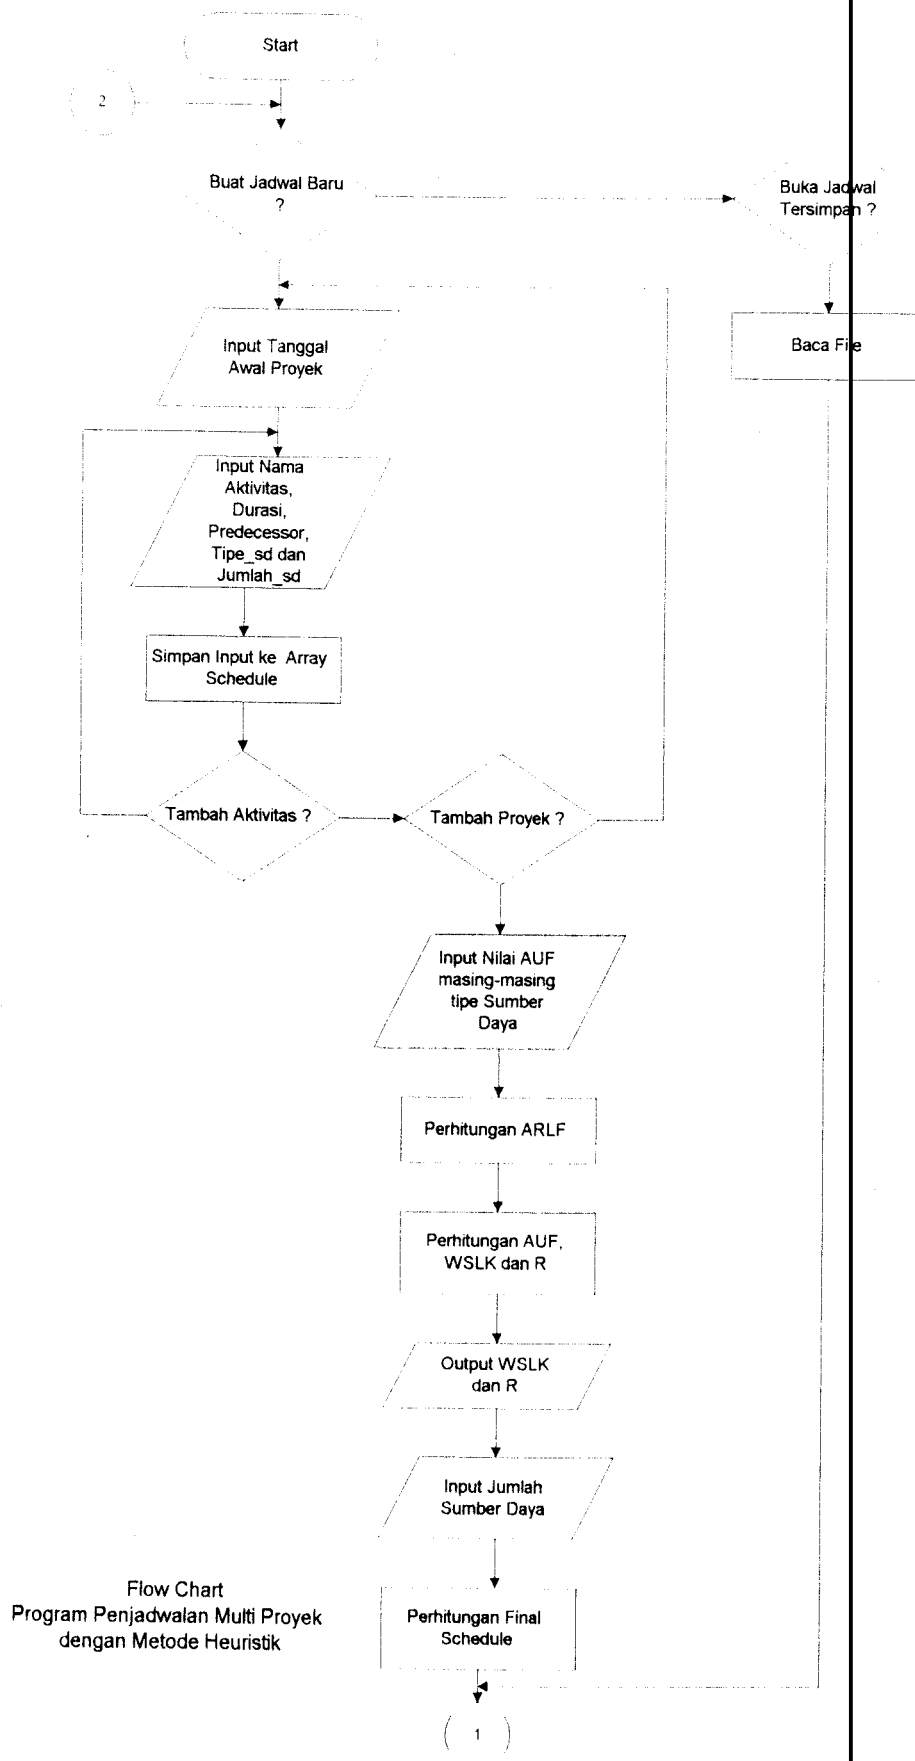 Start
2
Buat Jadwal Baru
?
Buka Jadwal
Tersimpan ?
Input Tanggal
Awal Proyek
Baca File
Input Nama
Aktivitas,
Durasi,
Predecessor,
Tipe_sd dan
Jumlah_sd
Simpan Input ke Array
Schedule
Tambah Aktivitas ?
Tambah Proyek ?
Input Nilai AUF
masing-masing
tipe Sumber
Daya
Perhitungan ARLF
Perhitungan AUF,
WSLK dan R
Output WSLK
dan R
Input Jumlah
Sumber Daya
Perhitungan Final
Schedule
Flow Chart
Program Penjadwalan Multi Proyek
dengan Metode Heuristik
1